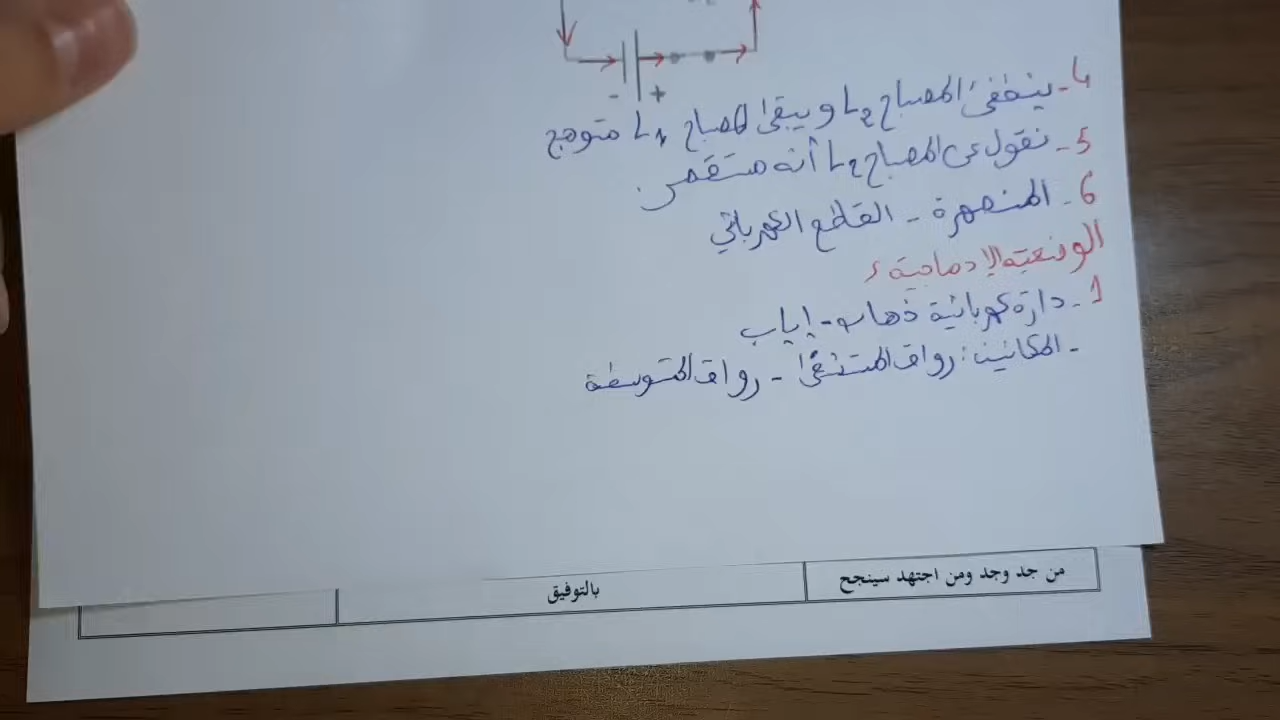 - +
4- ينطفئ المصباح L2 و يبقى المصباح L1 متوهج
5- نقول عن المصباح L2 أنه مستقصر.
6- المنصهرة - القاطع الكهربائي
الوضعية الإدماجية:
1- دارة كهربائية ذهاب - إياب
- المكانين: رواق المستشفى - رواق المتوسطة
من جد وجد ومن اجتهد سينجح بالتوفيق